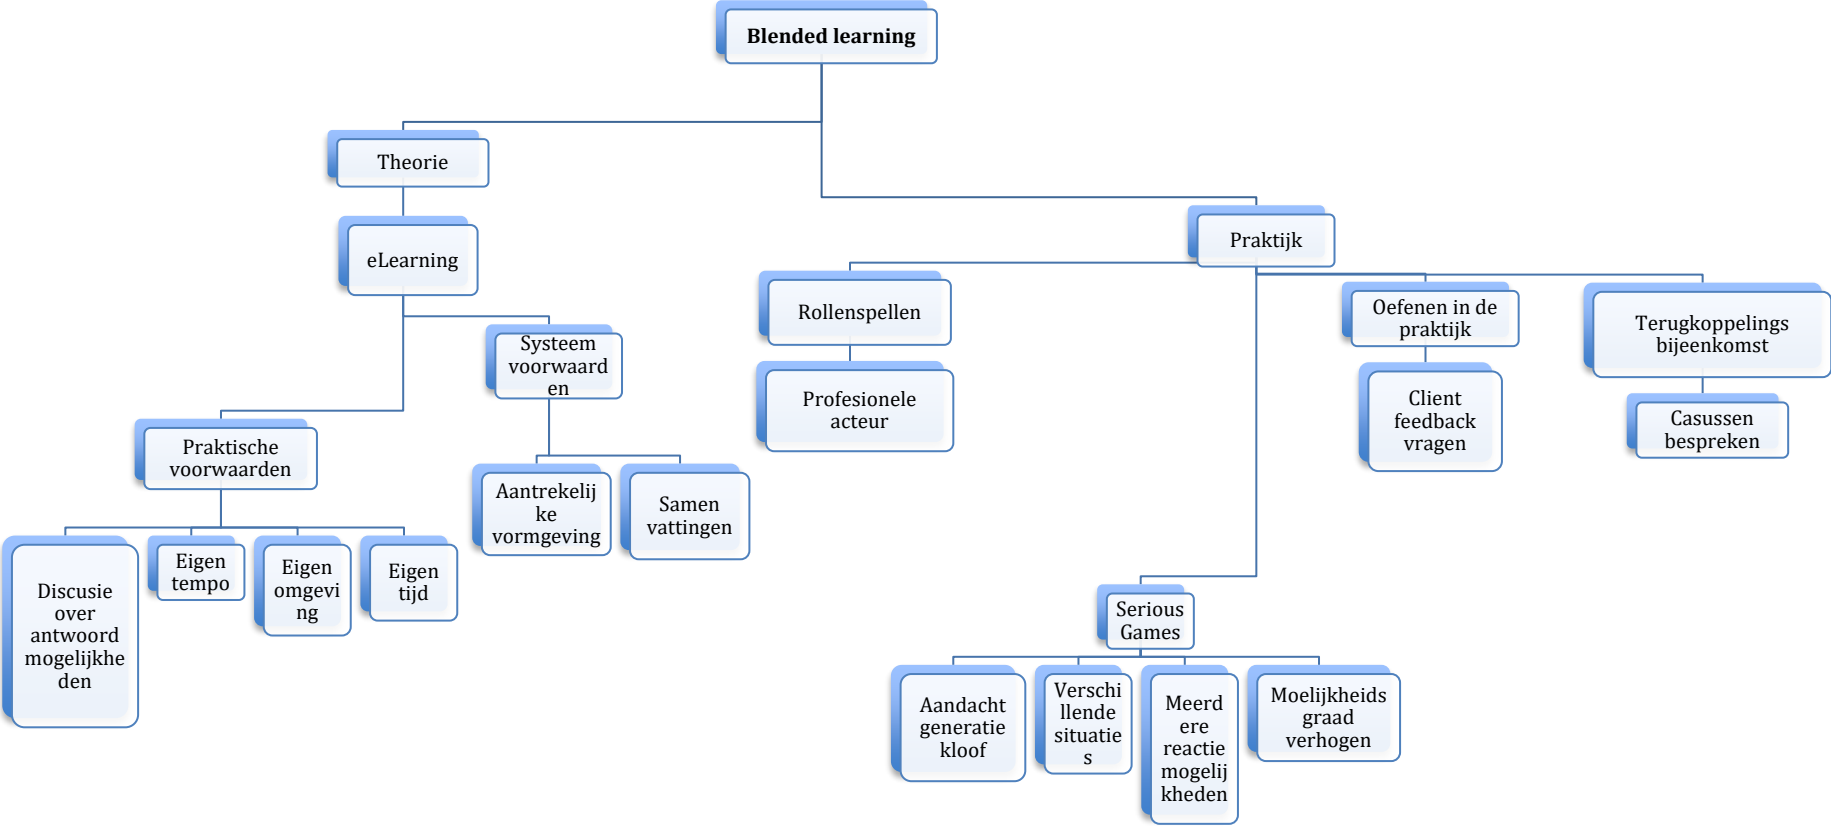 Blended learning
Theorie
eLearning
Praktische
voorwaarden
Discusie
over
antwoord
mogelijkhe
den
Eigen
tempo
Eigen
omgevi
ng
Eigen
tijd
Systeem
voorwaard
en
Aantrekelij
ke
vormgeving
Samen
vattingen
Praktijk
Rollenspellen
Profesionele
acteur
Serious
Games
Aandacht
generatie
kloof
Verschi
llende
situatie
s
Meerd
ere
reactie
mogelij
kheden
Moelijkheids
graad
verhogen
Oefenen in de
praktijk
Client
feedback
vragen
Terugkoppelings
bijeenkomst
Casussen
bespreken